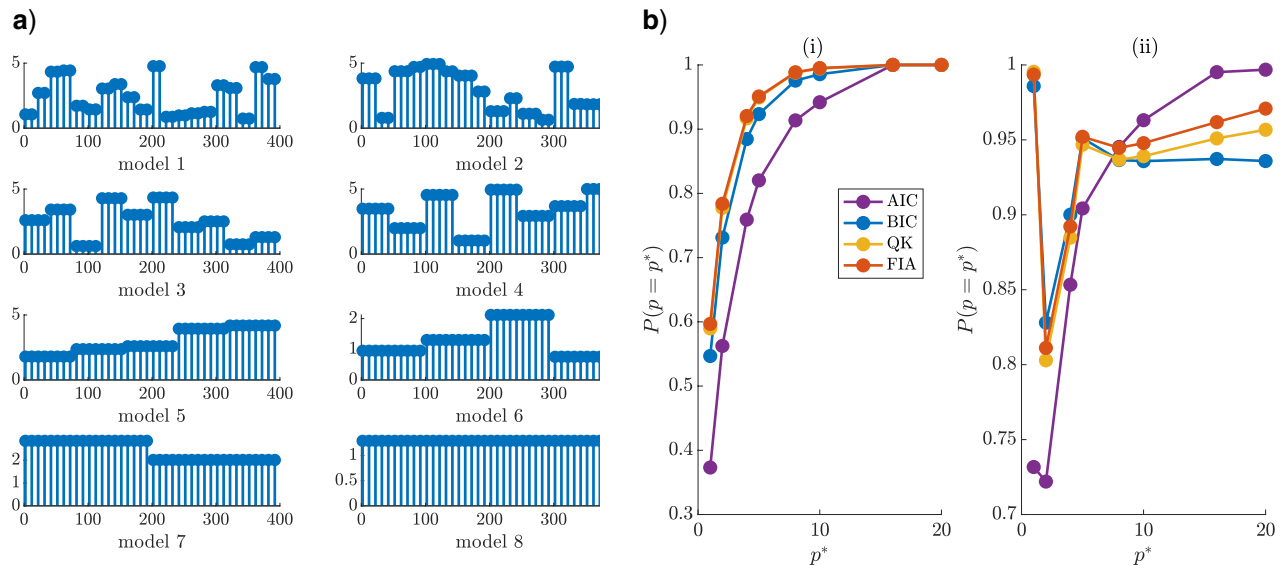 a)
5
0
0 100 200 300 400
model 1
5
0
0 100 200 300
model 2
5
0
0 100 200 300 400
model 3
5
0
0 100 200 300
model 4
5
0
0 100 200 300 400
model 5
2
1
0
0 100 200 300
model 6
2
1
0
0 100 200 300 400
model 7
1
0.5
0
0 100 200 300
model 8
b)
(i)
P(p = p*)
1
0.9
0.8
0.7
0.6
0.5
0.4
0.3
0 10 20
p*
AIC
BIC
QK
FIA
(ii)
P(p = p*)
1
0.95
0.9
0.85
0.8
0.75
0.7
0 10 20
p*